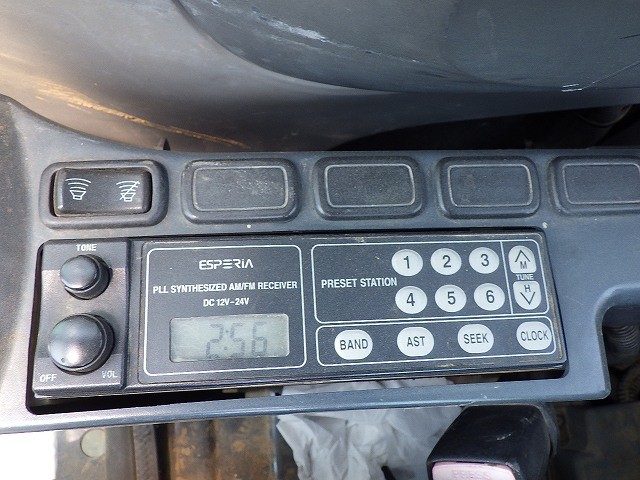 TONE
OFF VOL
ESPERiA
PLL SYNTHESIZED AM/FM RECEIVER
DC 12V-24V
2:56
PRESET STATION
1 2 3
4 5 6
M
TUNE
H
BAND AST SEEK CLOCK